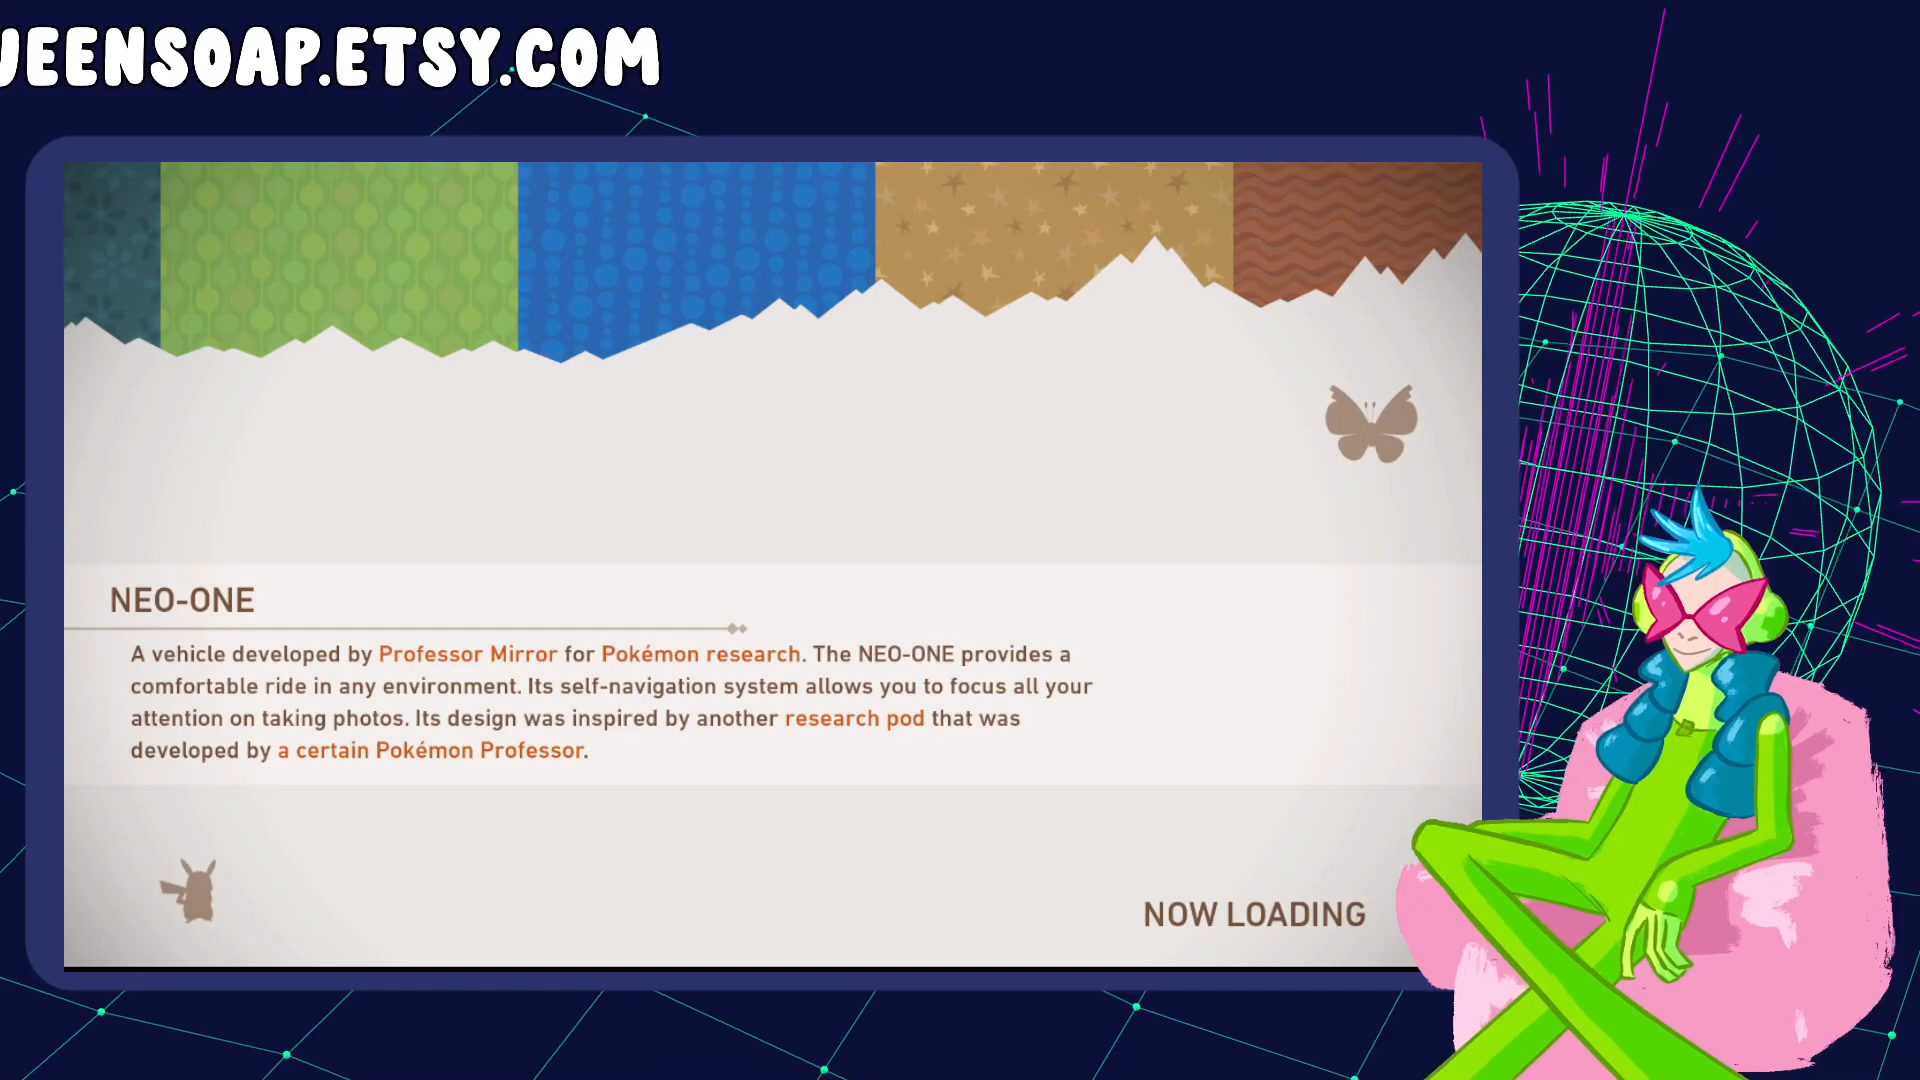 UEENSOAP.ETSY.COM
NEO-ONE
A vehicle developed by Professor Mirror for Pokémon research. The NEO-ONE provides a
comfortable ride in any environment. Its self-navigation system allows you to focus all your
attention on taking photos. Its design was inspired by another research pod that was
developed by a certain Pokémon Professor.
NOW LOADING